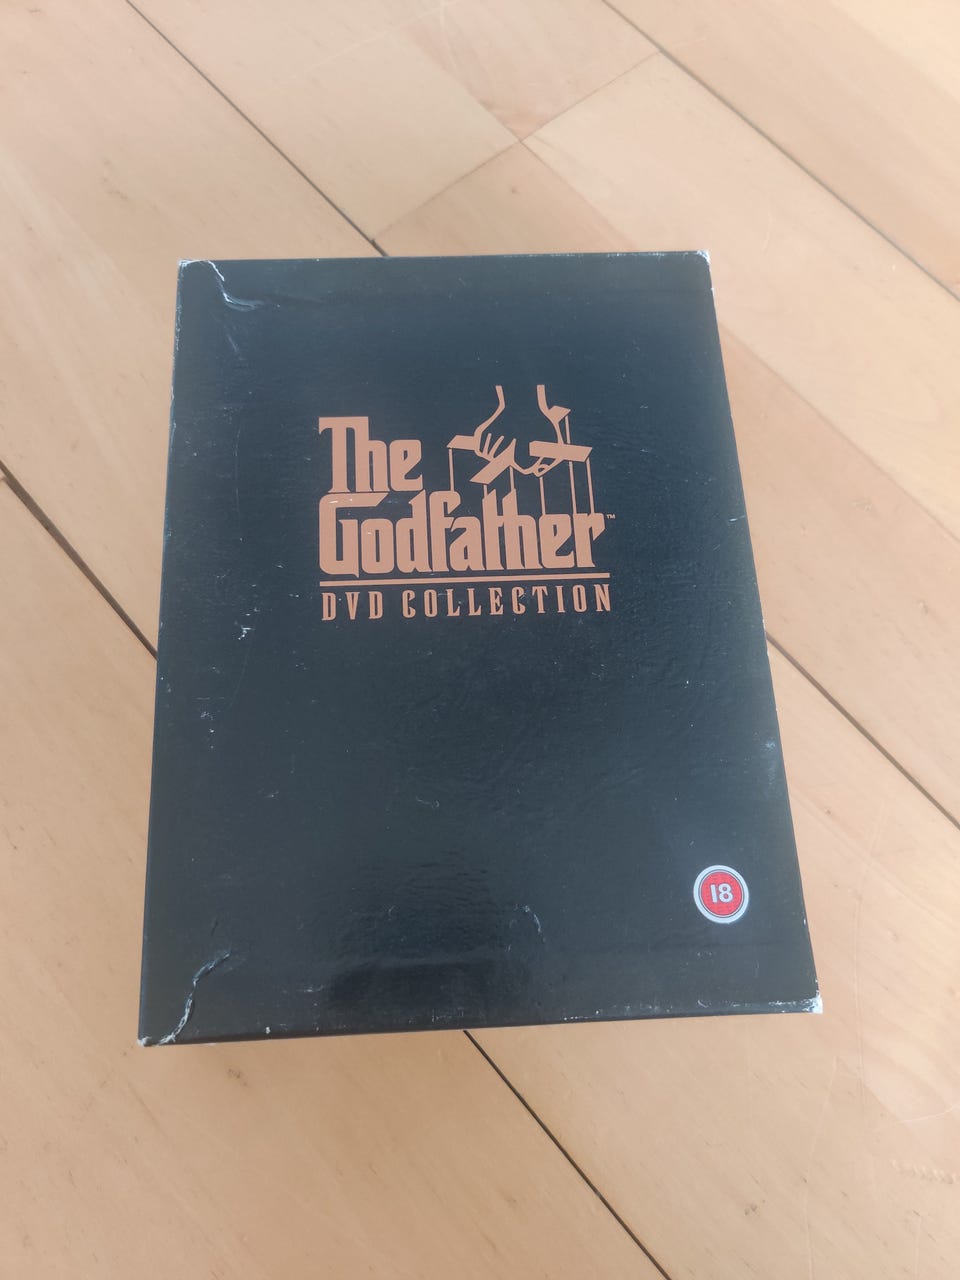 The
Godfather™
DVD COLLECTION
18